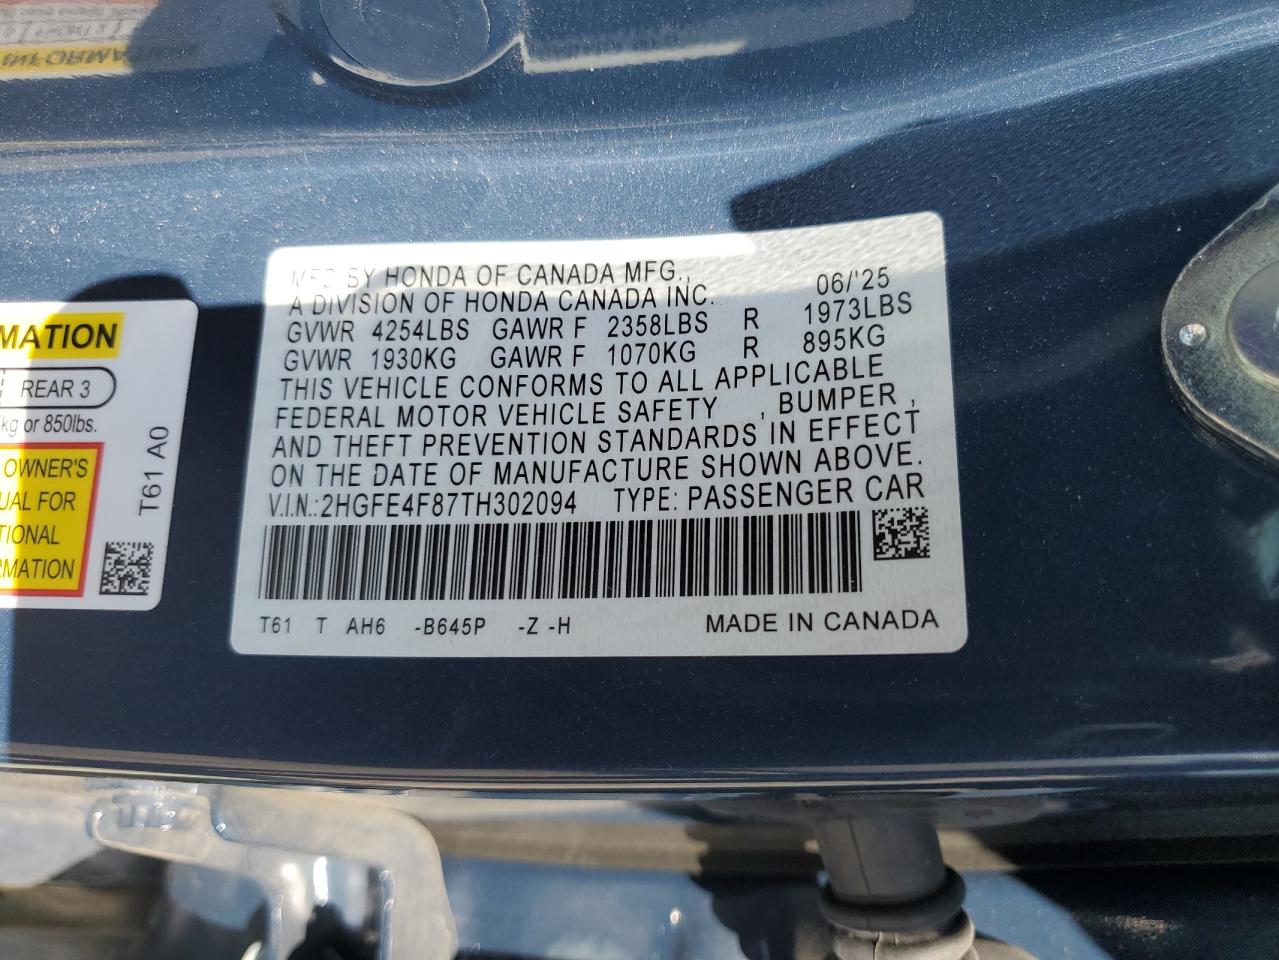 MATION
REAR 3
kg or 850lbs.
OWNER'S
UAL FOR
TIONAL
RMATION
T61 A0
MFD BY HONDA OF CANADA MFG., 06/'25
A DIVISION OF HONDA CANADA INC.
GVWR 4254LBS GAWR F 2358LBS R 1973LBS
GVWR 1930KG GAWR F 1070KG R 895KG
THIS VEHICLE CONFORMS TO ALL APPLICABLE
FEDERAL MOTOR VEHICLE SAFETY , BUMPER ,
AND THEFT PREVENTION STANDARDS IN EFFECT
ON THE DATE OF MANUFACTURE SHOWN ABOVE.
V.I.N.:2HGFE4F87TH302094 TYPE: PASSENGER CAR
T61 T AH6 -B645P -Z -H MADE IN CANADA